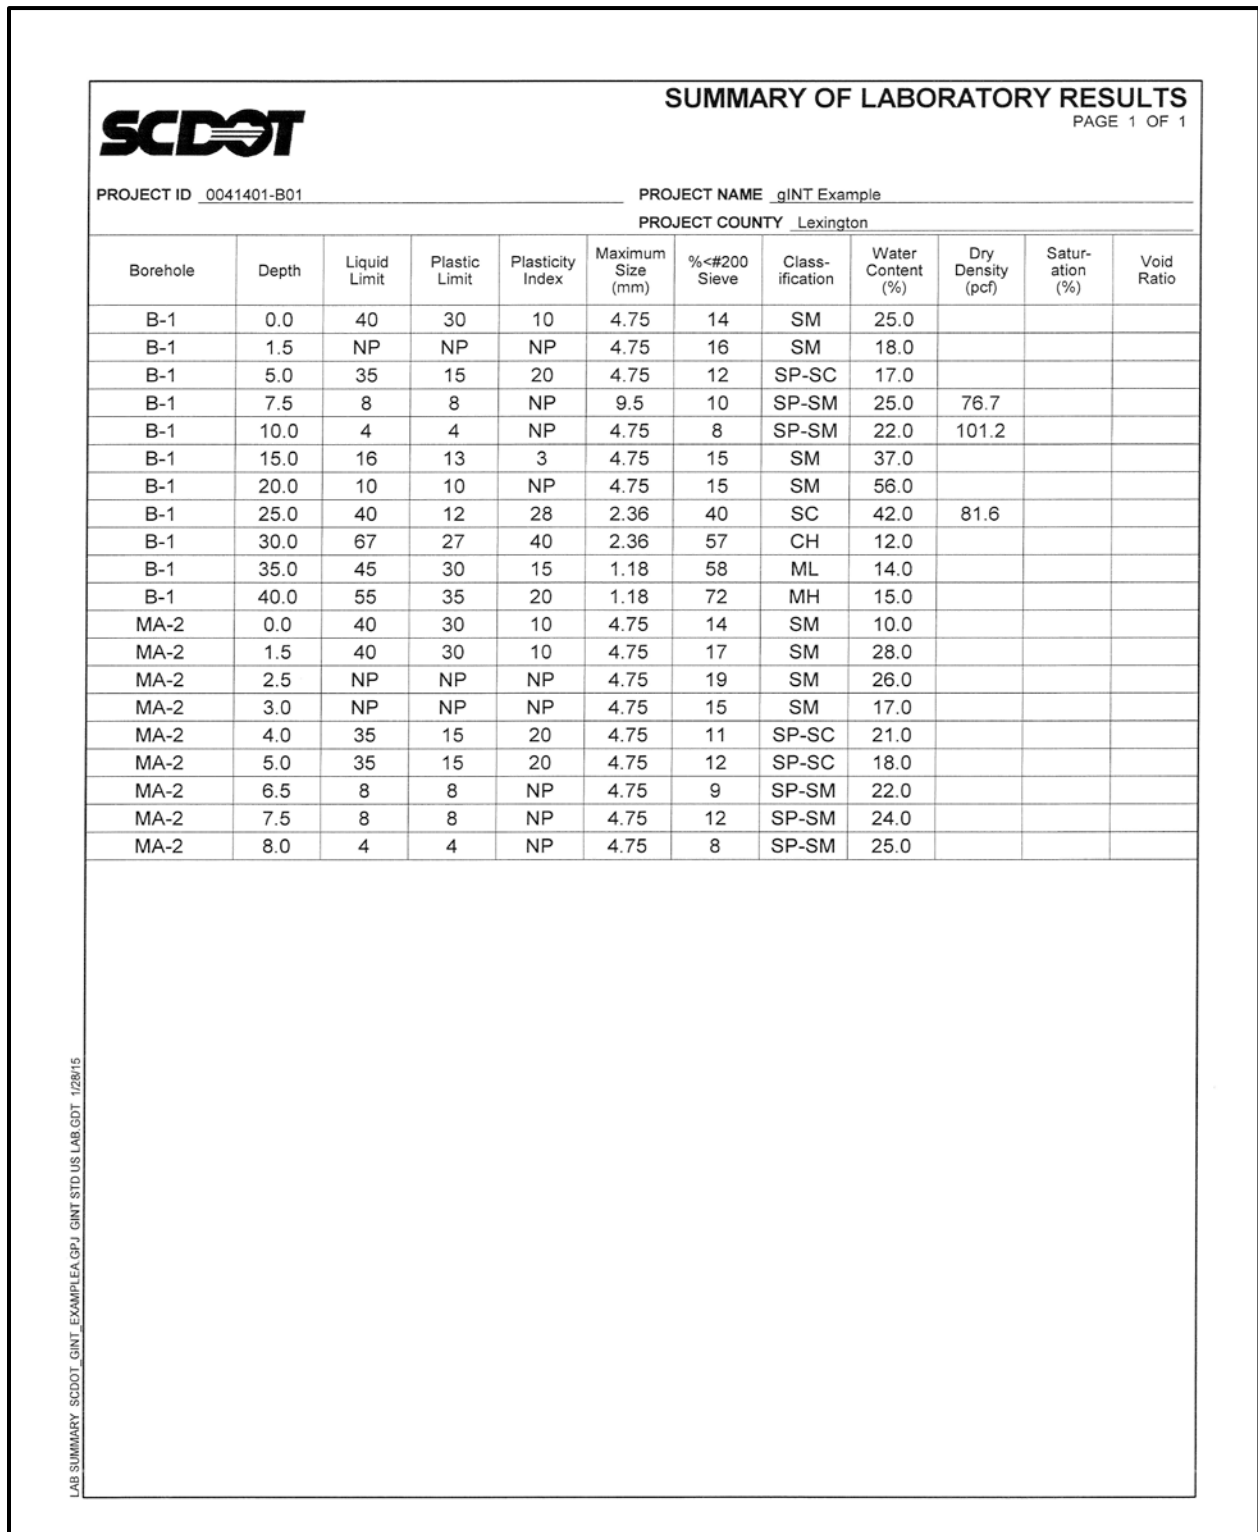 SCDOT
SUMMARY OF LABORATORY RESULTS
PAGE 1 OF 1
PROJECT ID 0041401-B01 PROJECT NAME gINT Example
PROJECT COUNTY Lexington
Borehole Depth Liquid Limit Plastic Limit Plasticity Index Maximum Size (mm) %<#200 Sieve Class-ification Water Content (%) Dry Density (pcf) Satur-ation (%) Void Ratio
B-1 0.0 40 30 10 4.75 14 SM 25.0
B-1 1.5 NP NP NP 4.75 16 SM 18.0
B-1 5.0 35 15 20 4.75 12 SP-SC 17.0
B-1 7.5 8 8 NP 9.5 10 SP-SM 25.0 76.7
B-1 10.0 4 4 NP 4.75 8 SP-SM 22.0 101.2
B-1 15.0 16 13 3 4.75 15 SM 37.0
B-1 20.0 10 10 NP 4.75 15 SM 56.0
B-1 25.0 40 12 28 2.36 40 SC 42.0 81.6
B-1 30.0 67 27 40 2.36 57 CH 12.0
B-1 35.0 45 30 15 1.18 58 ML 14.0
B-1 40.0 55 35 20 1.18 72 MH 15.0
MA-2 0.0 40 30 10 4.75 14 SM 10.0
MA-2 1.5 40 30 10 4.75 17 SM 28.0
MA-2 2.5 NP NP NP 4.75 19 SM 26.0
MA-2 3.0 NP NP NP 4.75 15 SM 17.0
MA-2 4.0 35 15 20 4.75 11 SP-SC 21.0
MA-2 5.0 35 15 20 4.75 12 SP-SC 18.0
MA-2 6.5 8 8 NP 4.75 9 SP-SM 22.0
MA-2 7.5 8 8 NP 4.75 12 SP-SM 24.0
MA-2 8.0 4 4 NP 4.75 8 SP-SM 25.0
LAB SUMMARY SCDOT_GINT_EXAMPLEA.GPJ GINT STD US LAB.GDT 1/28/15